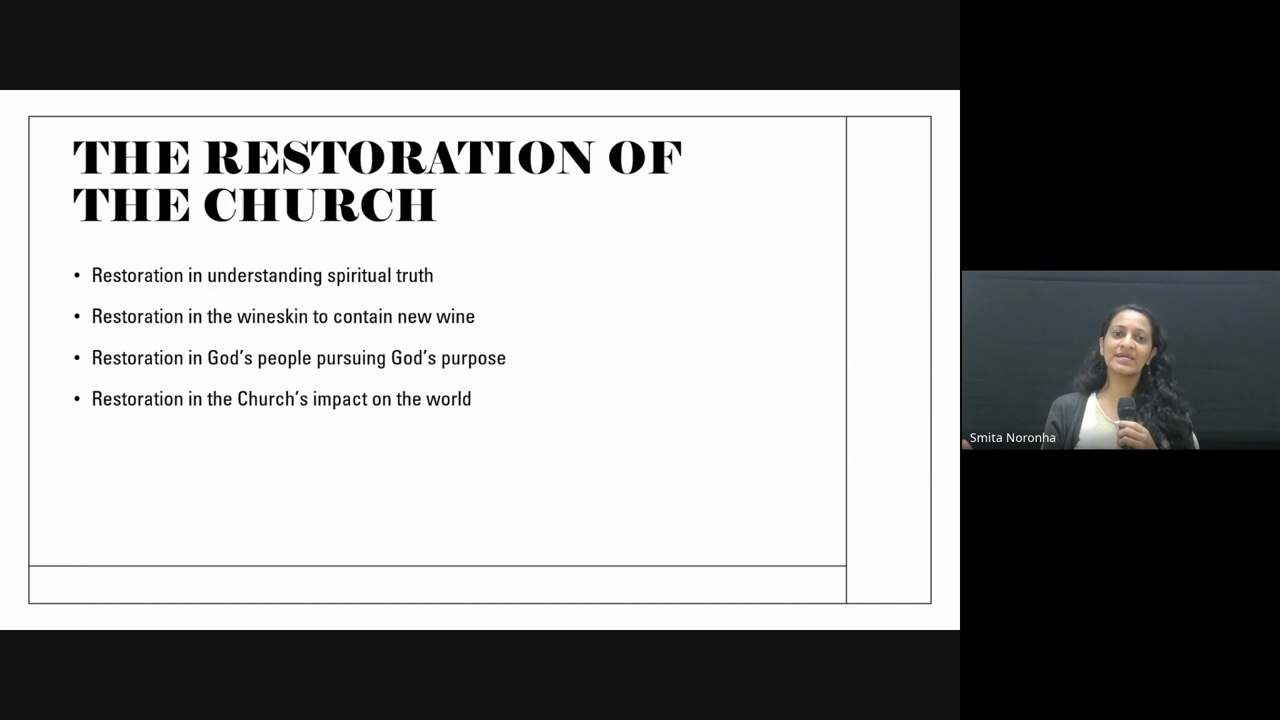 THE RESTORATION OF
THE CHURCH
• Restoration in understanding spiritual truth
• Restoration in the wineskin to contain new wine
• Restoration in God’s people pursuing God’s purpose
• Restoration in the Church’s impact on the world
Smita Noronha